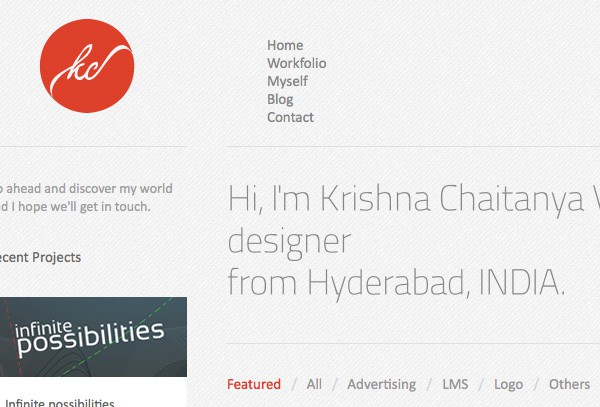 kc
Home
Workfolio
Myself
Blog
Contact
ahead and discover my world
I hope we'll get in touch.
Projects
infinite
possibilities
Infinite possibilities
Hi, I'm Krishna Chaitanya
designer
from Hyderabad, INDIA.
Featured / All / Advertising / LMS / Logo / Others